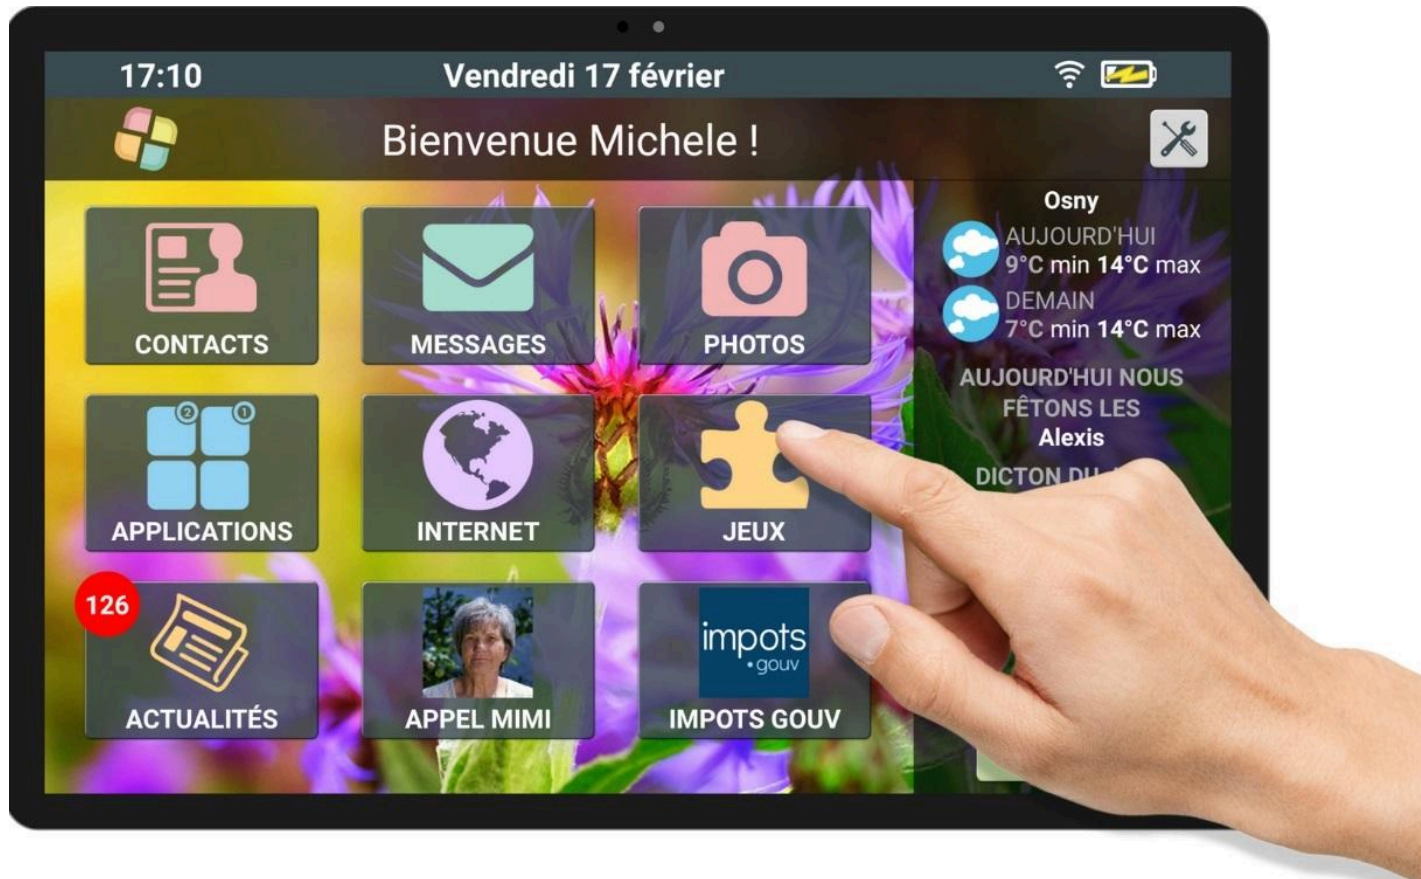 17:10
Vendredi 17 février
Bienvenue Michele !
CONTACTS
MESSAGES
PHOTOS
2
1
APPLICATIONS
INTERNET
JEUX
126
ACTUALITÉS
APPEL MIMI
impots
•gouv
IMPOTS GOUV
Osny
AUJOURD'HUI
9°C min 14°C max
DEMAIN
7°C min 14°C max
AUJOURD'HUI NOUS
FÊTONS LES
Alexis
DICTON DU